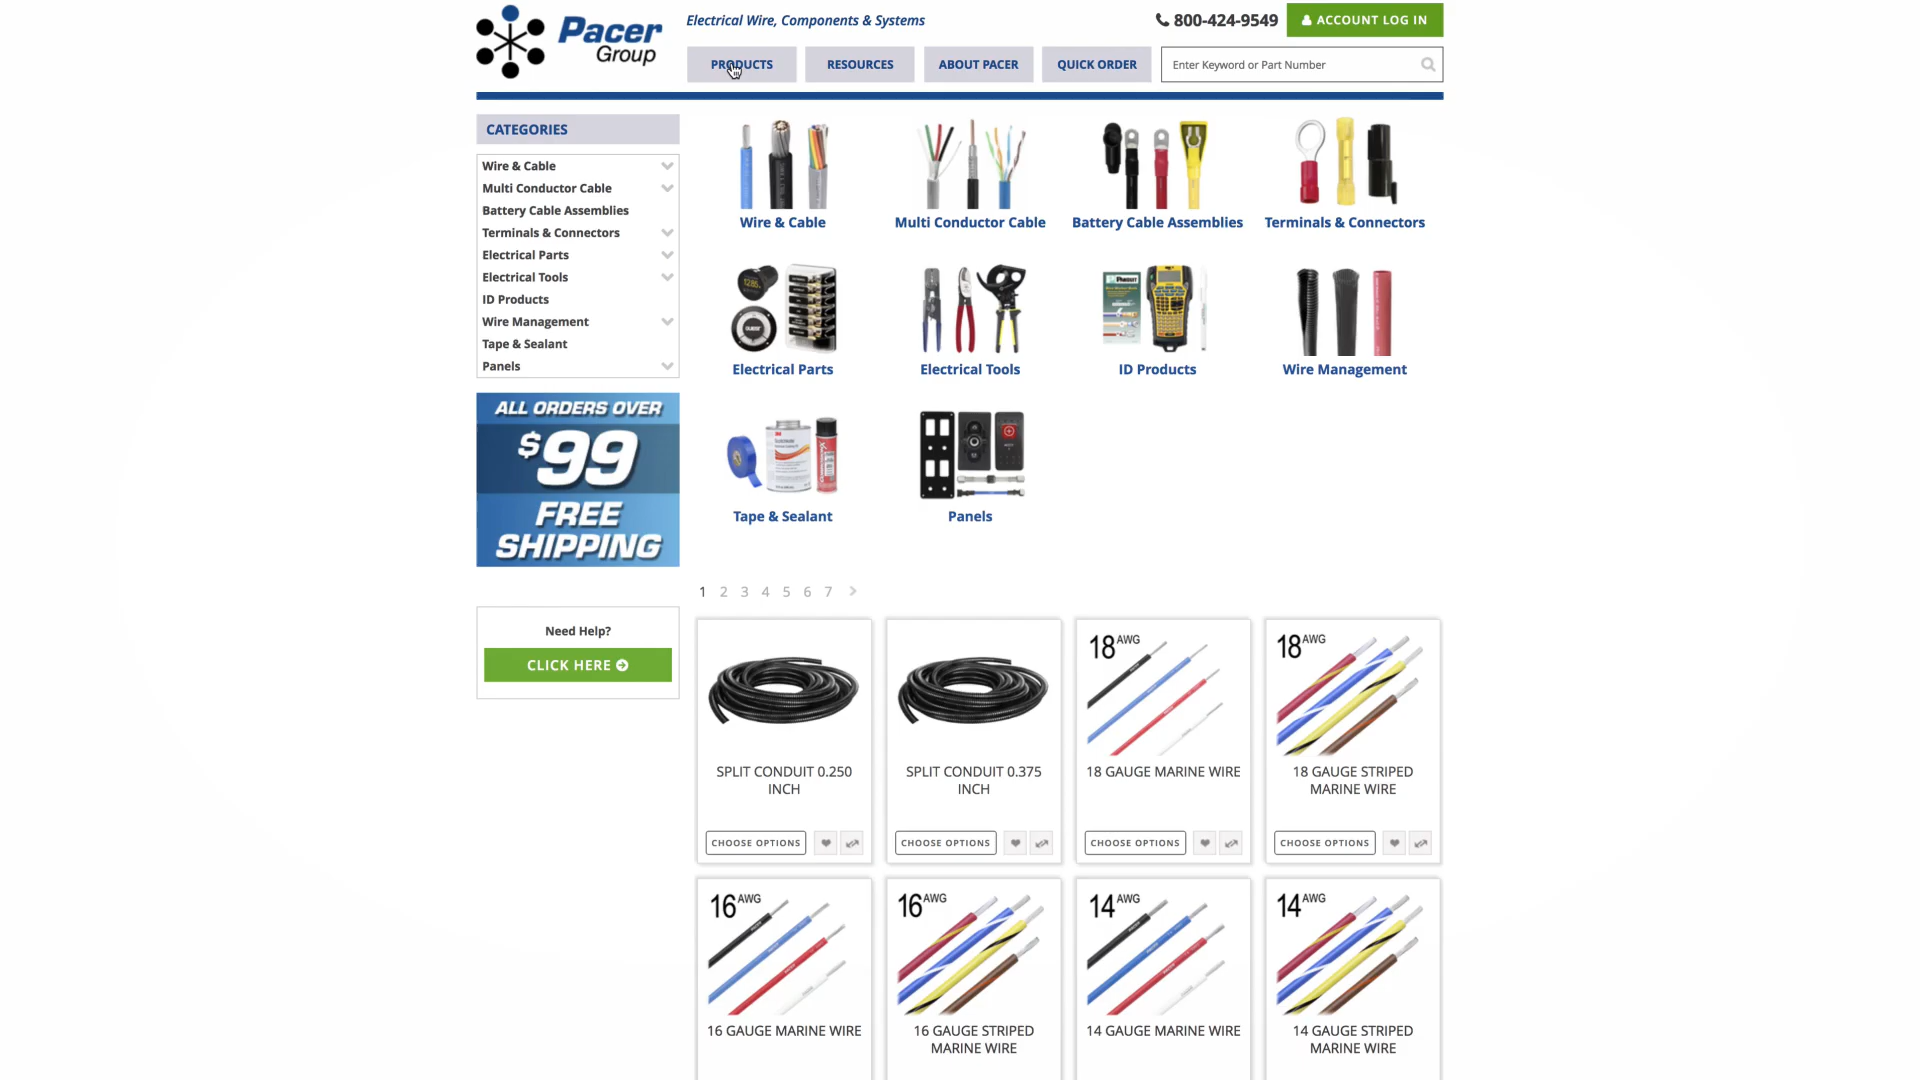 Pacer
Group
Electrical Wire, Components & Systems
800-424-9549
ACCOUNT LOG IN
PRODUCTS
RESOURCES
ABOUT PACER
QUICK ORDER
Enter Keyword or Part Number
CATEGORIES
Wire & Cable
Multi Conductor Cable
Battery Cable Assemblies
Terminals & Connectors
Electrical Parts
Electrical Tools
ID Products
Wire Management
Tape & Sealant
Panels
ALL ORDERS OVER
$99
FREE
SHIPPING
Need Help?
CLICK HERE
Wire & Cable
Multi Conductor Cable
Battery Cable Assemblies
Terminals & Connectors
Electrical Parts
Electrical Tools
ID Products
Wire Management
Tape & Sealant
Panels
1 2 3 4 5 6 7
SPLIT CONDUIT 0.250
INCH
CHOOSE OPTIONS
SPLIT CONDUIT 0.375
INCH
CHOOSE OPTIONS
18 AWG
18 GAUGE MARINE WIRE
CHOOSE OPTIONS
18 AWG
18 GAUGE STRIPED
MARINE WIRE
CHOOSE OPTIONS
16 AWG
16 GAUGE MARINE WIRE
16 AWG
16 GAUGE STRIPED
MARINE WIRE
14 AWG
14 GAUGE MARINE WIRE
14 AWG
14 GAUGE STRIPED
MARINE WIRE